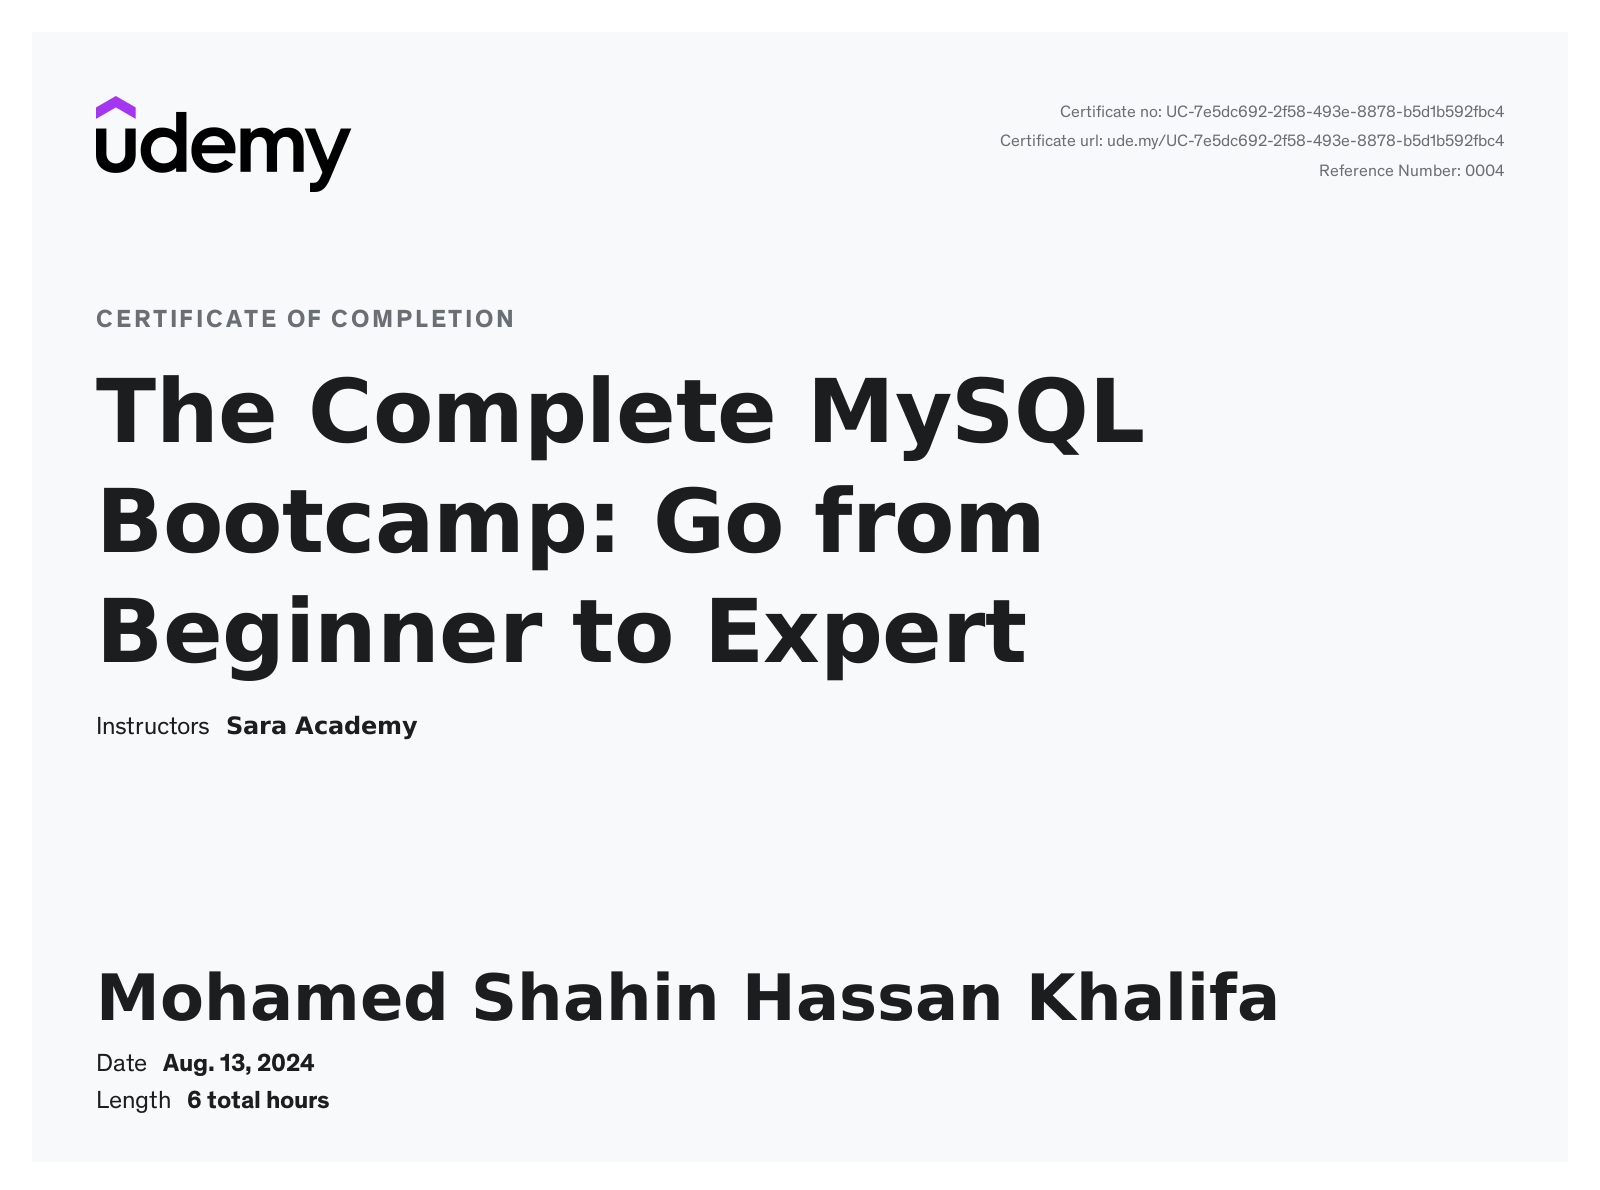 udemy
Certificate no: UC-7e5dc692-2f58-493e-8878-b5d1b592fbc4
Certificate url: ude.my/UC-7e5dc692-2f58-493e-8878-b5d1b592fbc4
Reference Number: 0004
CERTIFICATE OF COMPLETION
The Complete MySQL
Bootcamp: Go from
Beginner to Expert
Instructors Sara Academy
Mohamed Shahin Hassan Khalifa
Date Aug. 13, 2024
Length 6 total hours